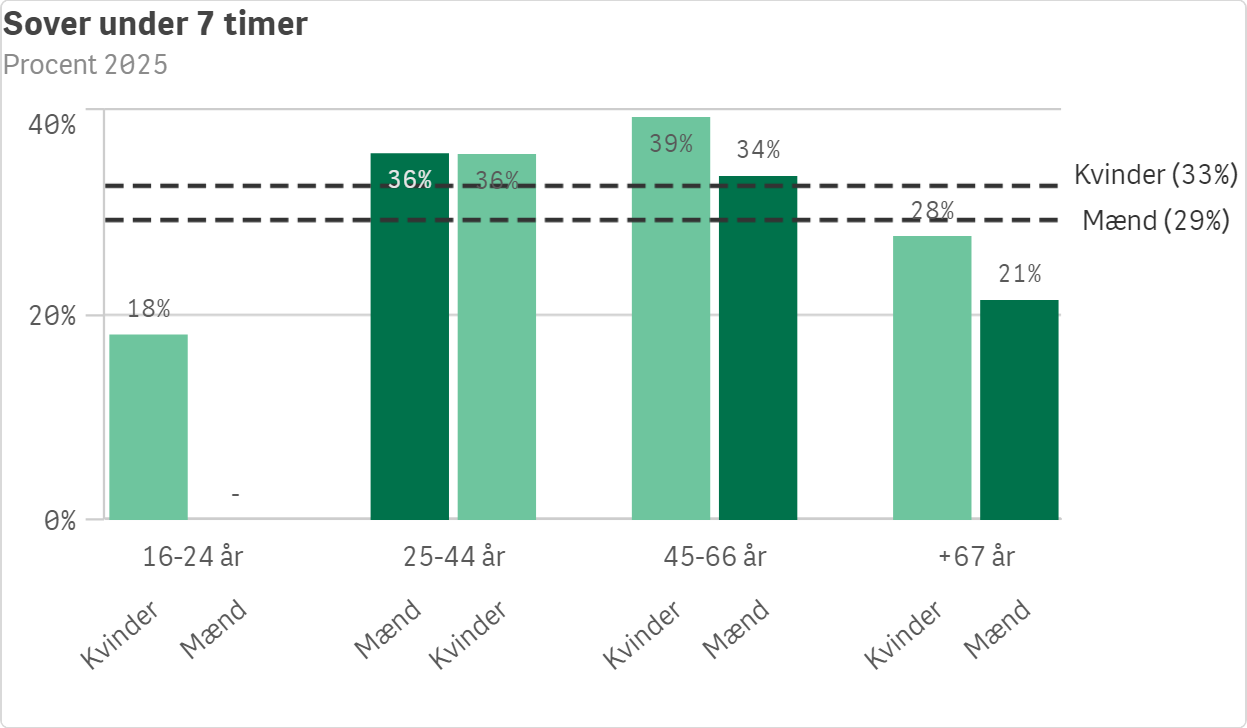 Sover under 7 timer
Procent 2025
40%
20%
0%
18%
-
36%
36%
39%
34%
28%
21%
Kvinder (33%)
Mænd (29%)
16-24 år
25-44 år
45-66 år
+67 år
Kvinder
Mænd
Mænd
Kvinder
Kvinder
Mænd
Kvinder
Mænd